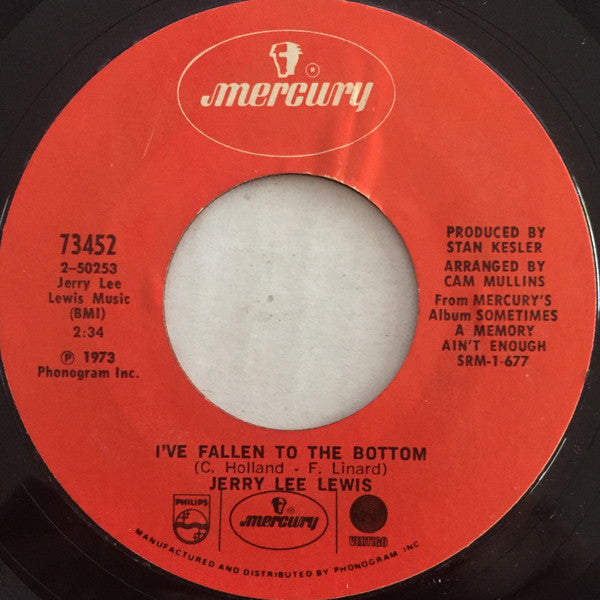 mercury
®
73452
2-50253
Jerry Lee
Lewis Music
(BMI)
2:34
℗ 1973
Phonogram Inc.
PRODUCED BY
STAN KESLER
ARRANGED BY
CAM MULLINS
From MERCURY'S
Album SOMETIMES
A MEMORY
AIN'T ENOUGH
SRM-1-677
I'VE FALLEN TO THE BOTTOM
(C. Holland - F. Linard)
JERRY LEE LEWIS
PHILIPS
mercury
VERTIGO
MANUFACTURED AND DISTRIBUTED BY PHONOGRAM, INC